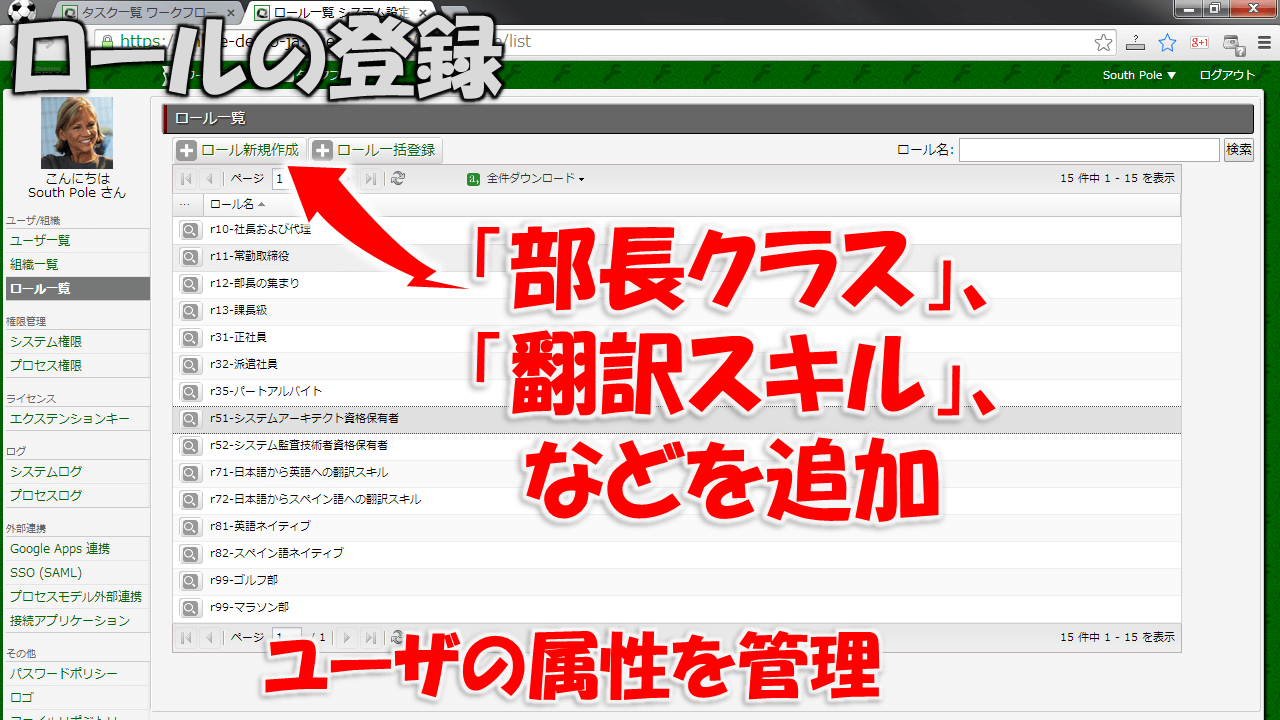 タスク一覧 ワークフロー
ロール一覧 システム設定
ロールの登録
https:
/list
South Pole ▼ ログアウト
こんにちは
South Pole さん
ユーザ/組織
ユーザ一覧
組織一覧
ロール一覧
権限管理
システム権限
プロセス権限
ライセンス
エクステンションキー
ログ
システムログ
プロセスログ
外部連携
Google Apps 連携
SSO (SAML)
プロセスモデル外部連携
接続アプリケーション
その他
パスワードポリシー
ロゴ
ロール一覧
ロール新規作成 ロール一括登録 ロール名: 検索
ページ 1 全件ダウンロード 15 件中 1 - 15 を表示
... ロール名
r10-社長および代理
r11-常勤取締役
r12-部長の集まり
r13-課長級
r31-正社員
r32-派遣社員
r35-パートアルバイト
r51-システムアーキテクト資格保有者
r52-システム監査技術者資格保有者
r71-日本語から英語への翻訳スキル
r72-日本語からスペイン語への翻訳スキル
r81-英語ネイティブ
r82-スペイン語ネイティブ
r99-ゴルフ部
r99-マラソン部
ページ 1 / 1 15 件中 1 - 15 を表示
「部長クラス」、
「翻訳スキル」、
などを追加
ユーザの属性を管理